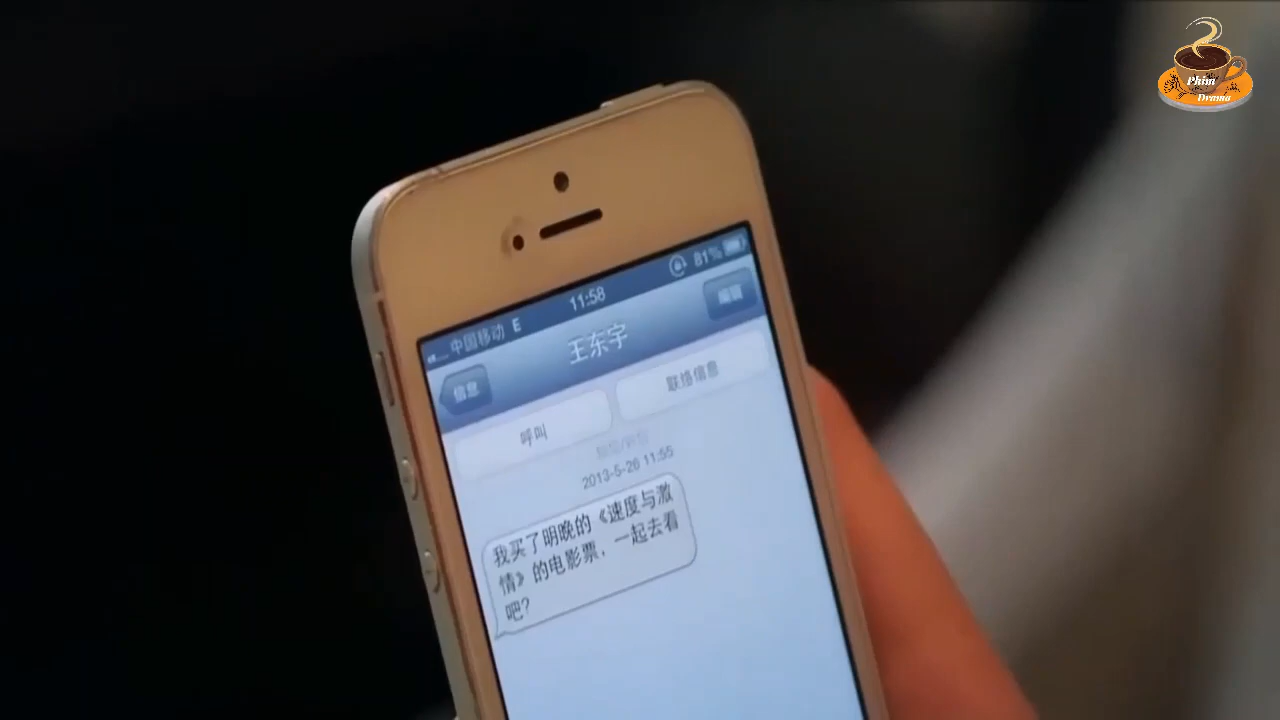 Phim
Drama
中国移动 E
11:58
81%
信息
王东宇
编辑
呼叫
联络信息
2013-5-26 11:55
我买了明晚的《速度与激
情》的电影票，一起去看
吧？